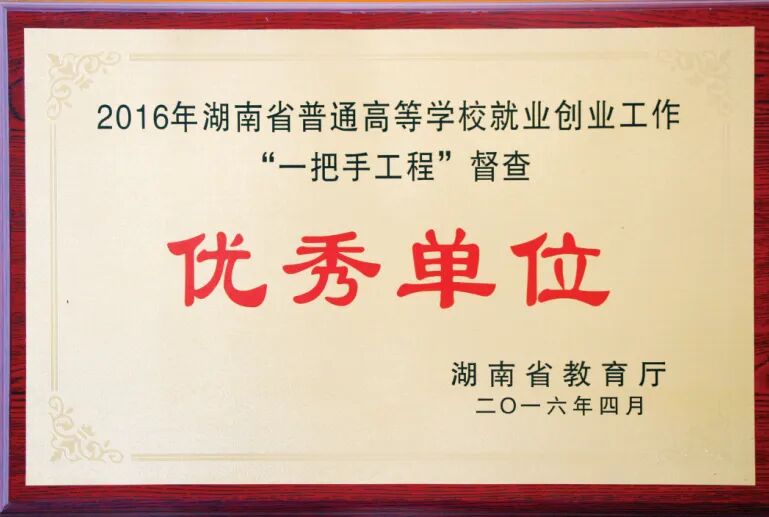 2016年湖南省普通高等学校就业创业工作
“一把手工程”督查
优秀单位
湖南省教育厅
二〇一六年四月